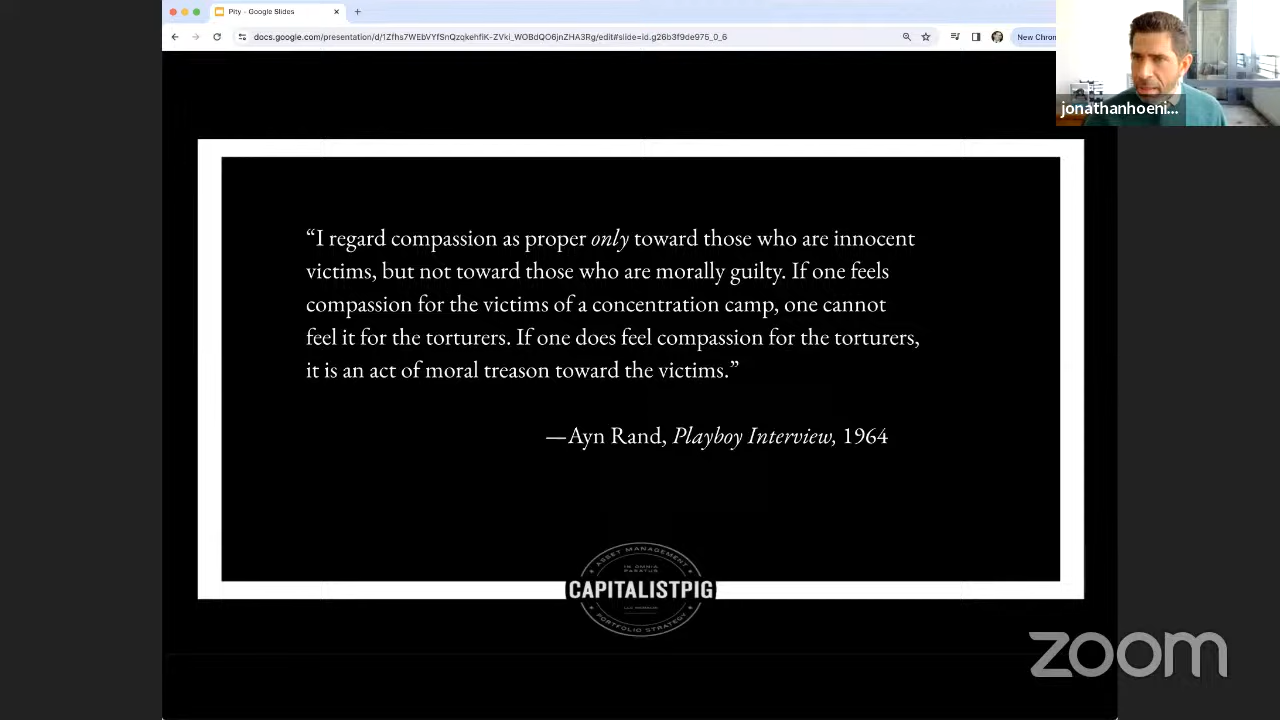 Pity - Google Slides
docs.google.com/presentation/d/1Zfhs7WEbVYfSnQzqkehfiK-ZVki_WOBdQO6jnZHA3Rg/edit#slide=id.g26b3f9de975_0_6
New Chrom
jonathanhoeni...
“I regard compassion as proper only toward those who are innocent
victims, but not toward those who are morally guilty. If one feels
compassion for the victims of a concentration camp, one cannot
feel it for the torturers. If one does feel compassion for the torturers,
it is an act of moral treason toward the victims.”
—Ayn Rand, Playboy Interview, 1964
ASSET MANAGEMENT
IN OMNIA
PARATUS
CAPITALISTPIG
PORTFOLIO STRATEGY
zoom